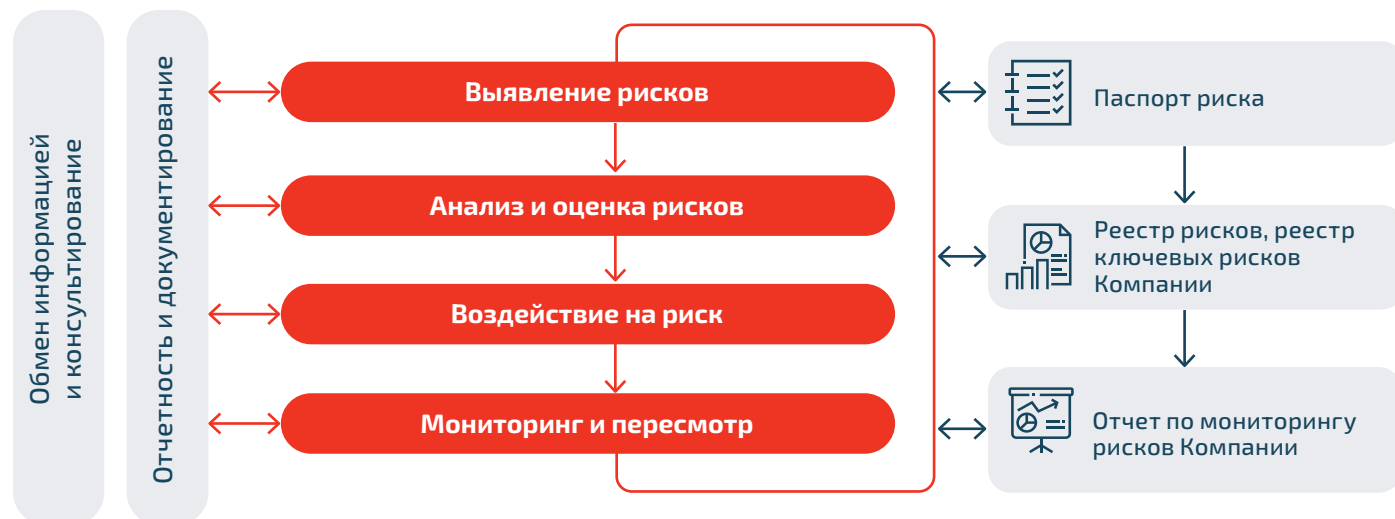 Обмен информацией
и консультирование
Отчетность и документирование
Выявление рисков
Анализ и оценка рисков
Воздействие на риск
Мониторинг и пересмотр
Паспорт риска
Реестр рисков, реестр
ключевых рисков
Компании
Отчет по мониторингу
рисков Компании